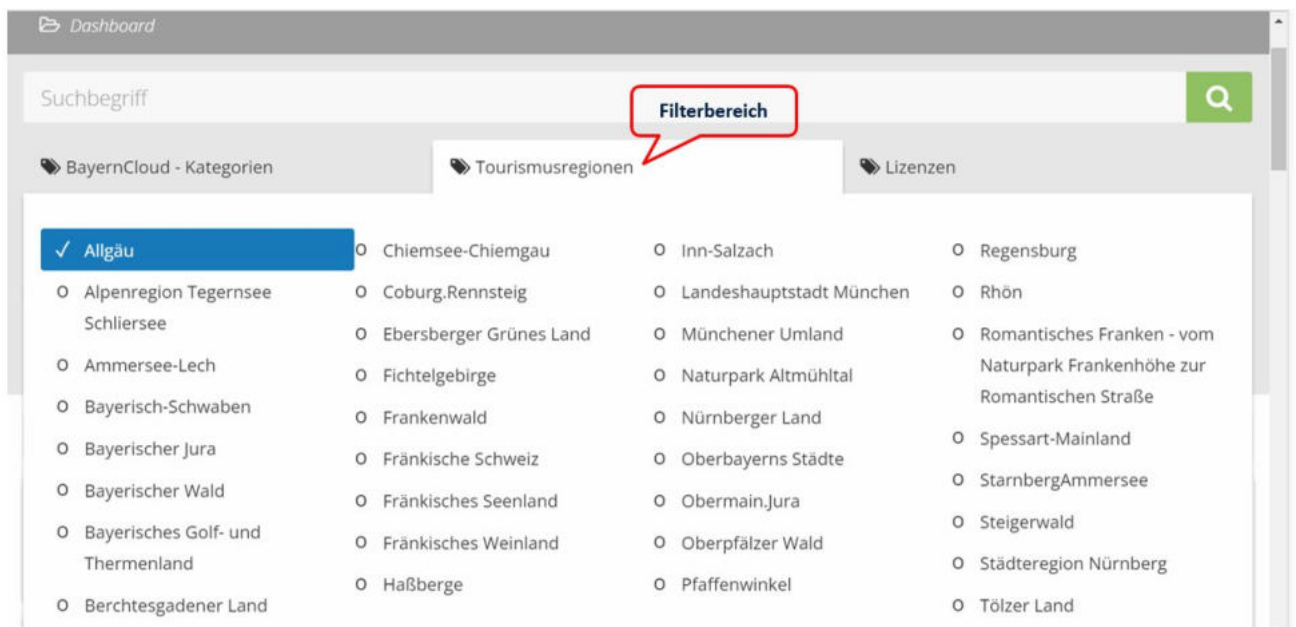 Dashboard
Suchbegriff
Filterbereich
BayernCloud - Kategorien
Tourismusregionen
Lizenzen
Allgäu
Alpenregion Tegernsee
Schliersee
Ammersee-Lech
Bayerisch-Schwaben
Bayerischer Jura
Bayerischer Wald
Bayerisches Golf- und
Thermenland
Berchtesgadener Land
Chiemsee-Chiemgau
Coburg.Rennsteig
Ebersberger Grünes Land
Fichtelgebirge
Frankenwald
Fränkische Schweiz
Fränkisches Seenland
Fränkisches Weinland
Haßberge
Inn-Salzach
Landeshauptstadt München
Münchener Umland
Naturpark Altmühltal
Nürnberger Land
Oberbayerns Städte
Obermain.Jura
Oberpfälzer Wald
Pfaffenwinkel
Regensburg
Rhön
Romantisches Franken - vom
Naturpark Frankenhöhe zur
Romantischen Straße
Spessart-Mainland
StarnbergAmmersee
Steigerwald
Städteregion Nürnberg
Tölzer Land